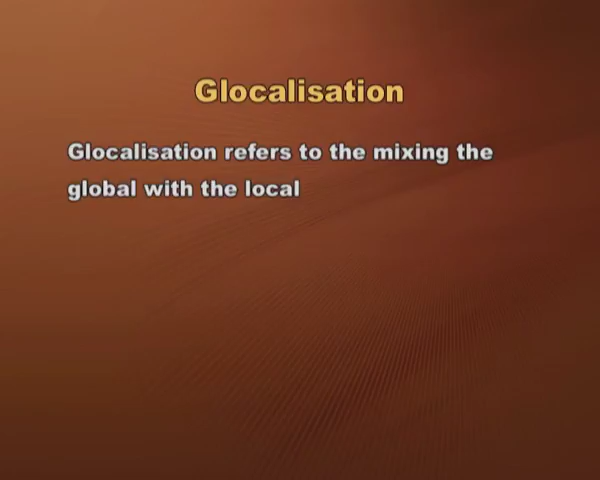 Glocalisation
Glocalisation refers to the mixing the
global with the local